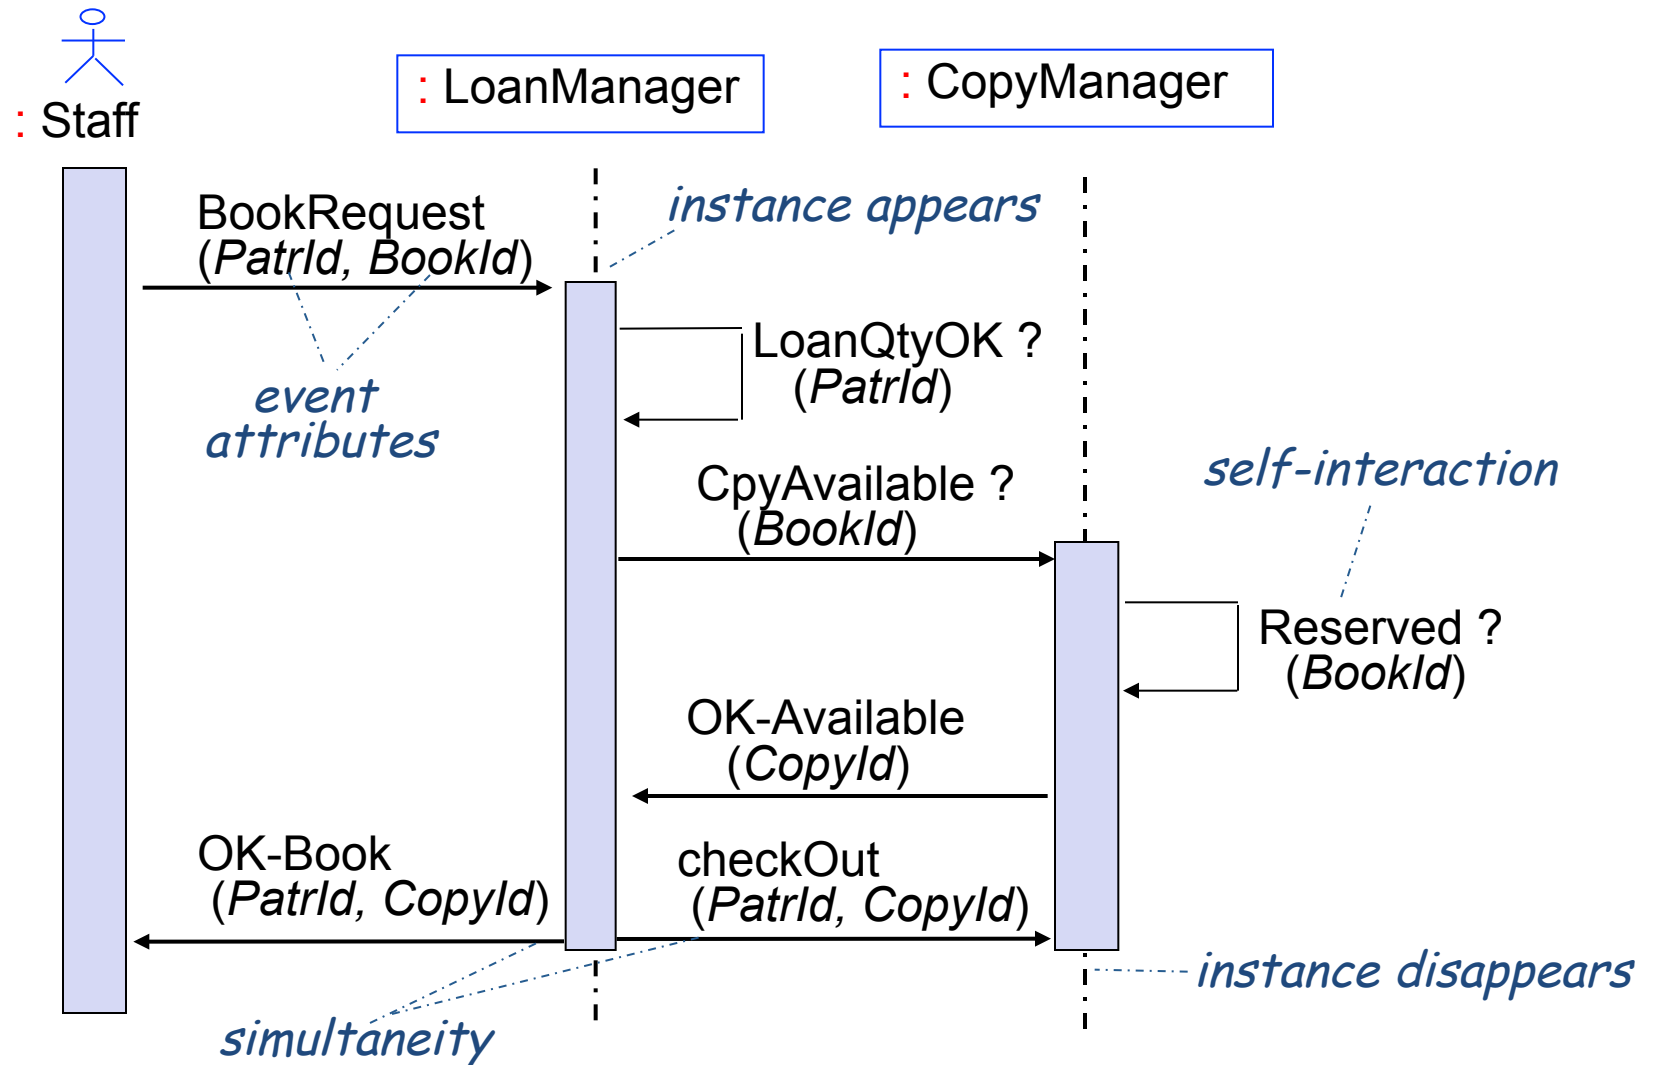 : Staff
: LoanManager
: CopyManager
BookRequest
(PatrId, BookId)
instance appears
event
attributes
LoanQtyOK ?
(PatrId)
CpyAvailable ?
(BookId)
self-interaction
Reserved ?
(BookId)
OK-Available
(CopyId)
OK-Book
(PatrId, CopyId)
checkOut
(PatrId, CopyId)
instance disappears
simultaneity